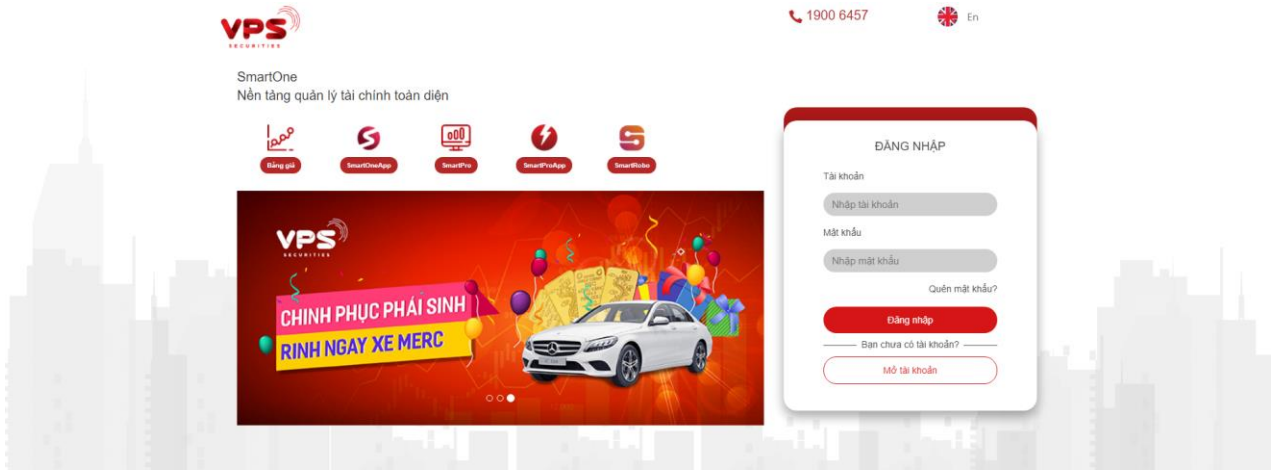 VPS
SECURITIES
1900 6457
En
SmartOne
Nền tảng quản lý tài chính toàn diện
Bảng giá
SmartOneApp
SmartPro
SmartProApp
SmartRobo
VPS
SECURITIES
CHINH PHỤC PHÁI SINH
RINH NGAY XE MERC
ĐĂNG NHẬP
Tài khoản
Nhập tài khoản
Mật khẩu
Nhập mật khẩu
Quên mật khẩu?
Đăng nhập
Bạn chưa có tài khoản?
Mở tài khoản